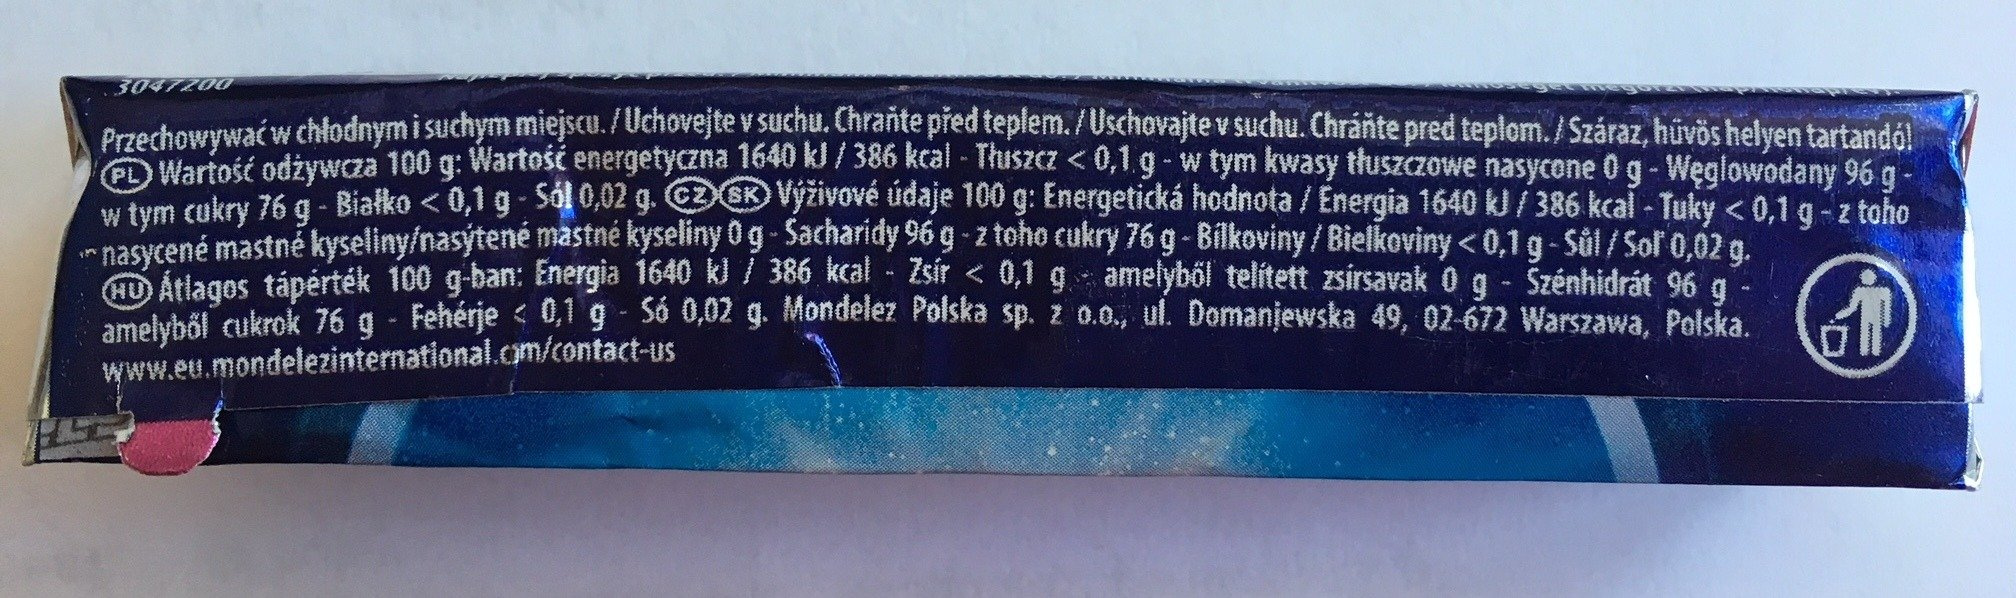 3047200
Przechowywać w chłodnym i suchym miejscu. / Uchovejte v suchu. Chraňte před teplem. / Uschovajte v suchu. Chráňte pred teplom. / Száraz, hűvös helyen tartandó!
PL Wartość odżywcza 100 g: Wartość energetyczna 1640 kJ / 386 kcal - Tłuszcz < 0,1 g - w tym kwasy tłuszczowe nasycone 0 g - Węglowodany 96 g -
w tym cukry 76 g - Białko < 0,1 g - Sól 0,02 g. CZ SK Výživové údaje 100 g: Energetická hodnota / Energia 1640 kJ / 386 kcal - Tuky < 0,1 g - z toho
nasycené mastné kyseliny/nasýtené mastné kyseliny 0 g - Sacharidy 96 g - z toho cukry 76 g - Bílkoviny / Bielkoviny < 0,1 g - Sůl / Soľ 0,02 g.
HU Átlagos tápérték 100 g-ban: Energia 1640 kJ / 386 kcal - Zsír < 0,1 g - amelyből telített zsírsavak 0 g - Szénhidrát 96 g -
amelyből cukrok 76 g - Fehérje < 0,1 g - Só 0,02 g. Mondelez Polska sp. z o.o., ul. Domaniewska 49, 02-672 Warszawa, Polska.
www.eu.mondelezinternational.com/contact-us